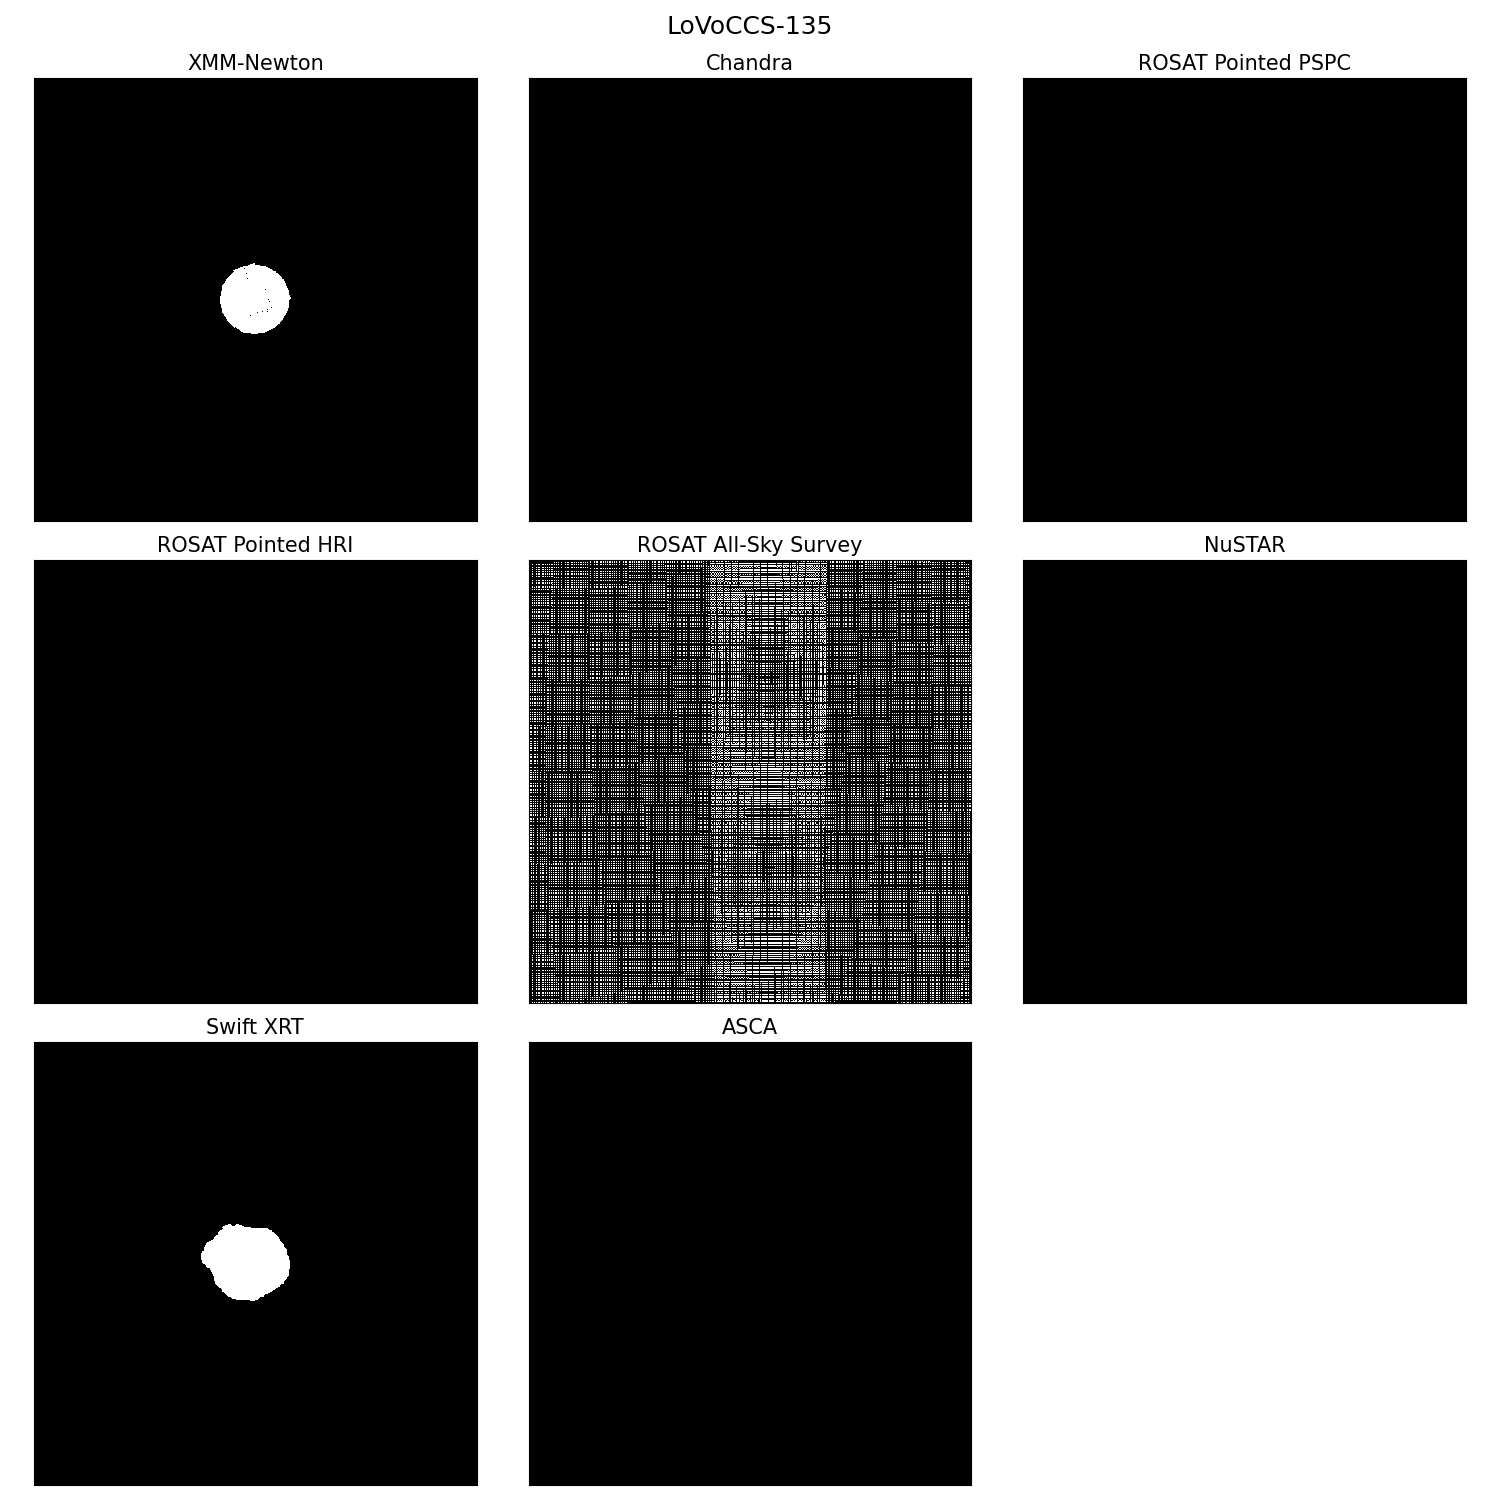 LoVoCCS-135
XMM-Newton
Chandra
ROSAT Pointed PSPC
ROSAT Pointed HRI
ROSAT All-Sky Survey
NuSTAR
Swift XRT
ASCA